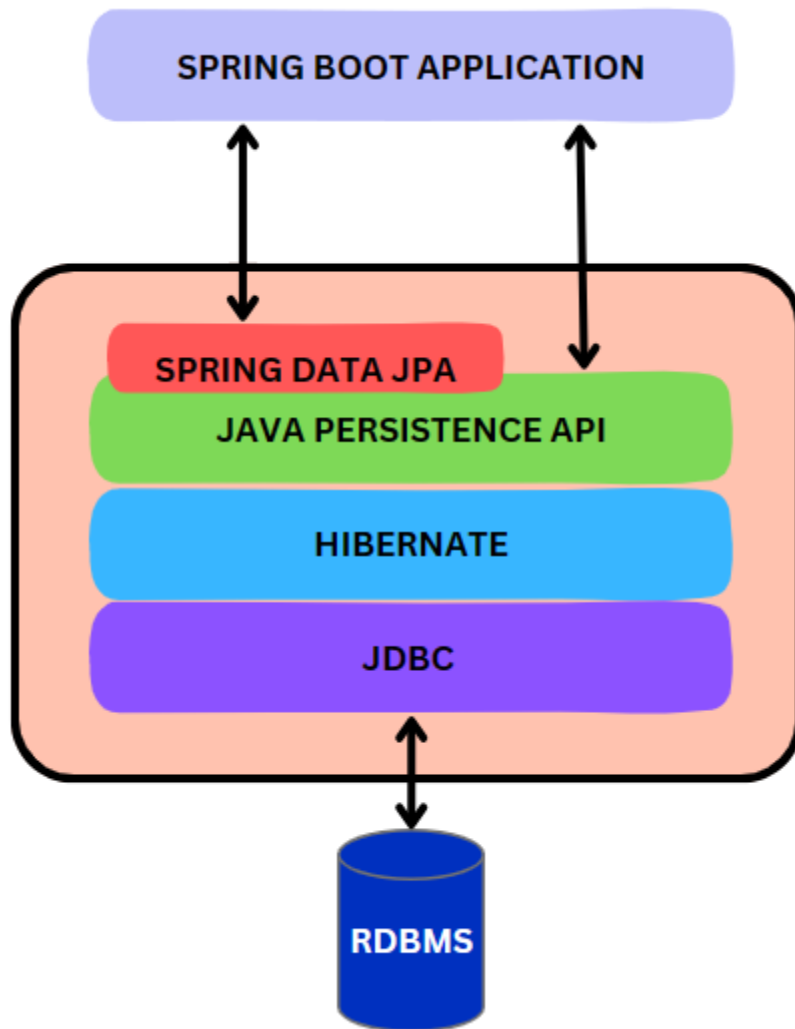 SPRING BOOT APPLICATION
SPRING DATA JPA
JAVA PERSISTENCE API
HIBERNATE
JDBC
RDBMS